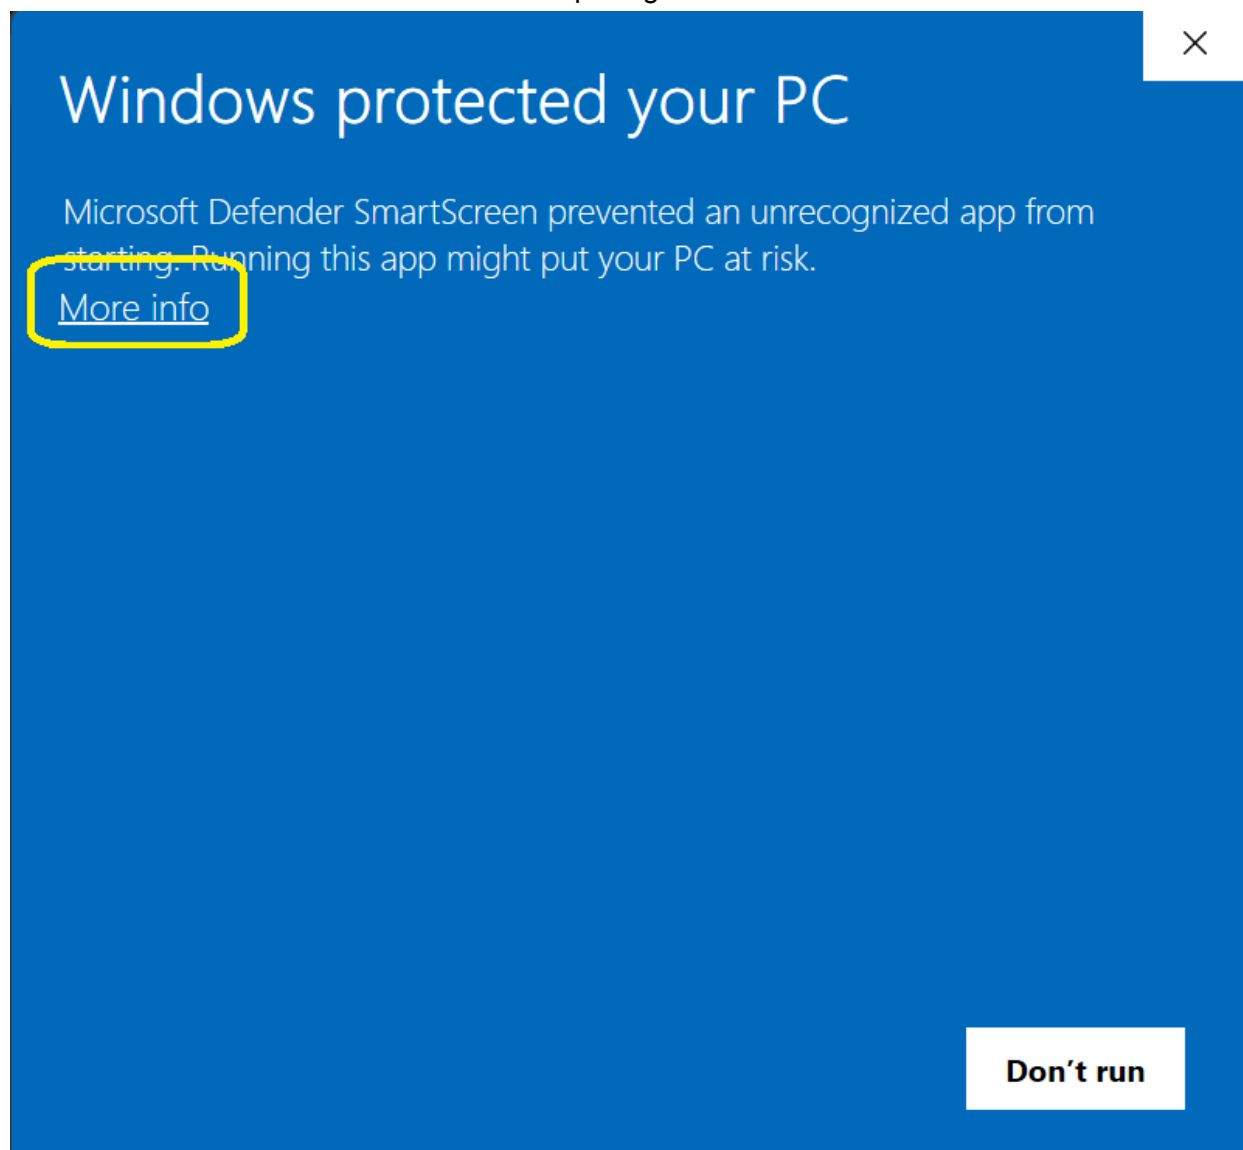 Windows protected your PC
Microsoft Defender SmartScreen prevented an unrecognized app from
starting. Running this app might put your PC at risk.
More info
Don't run